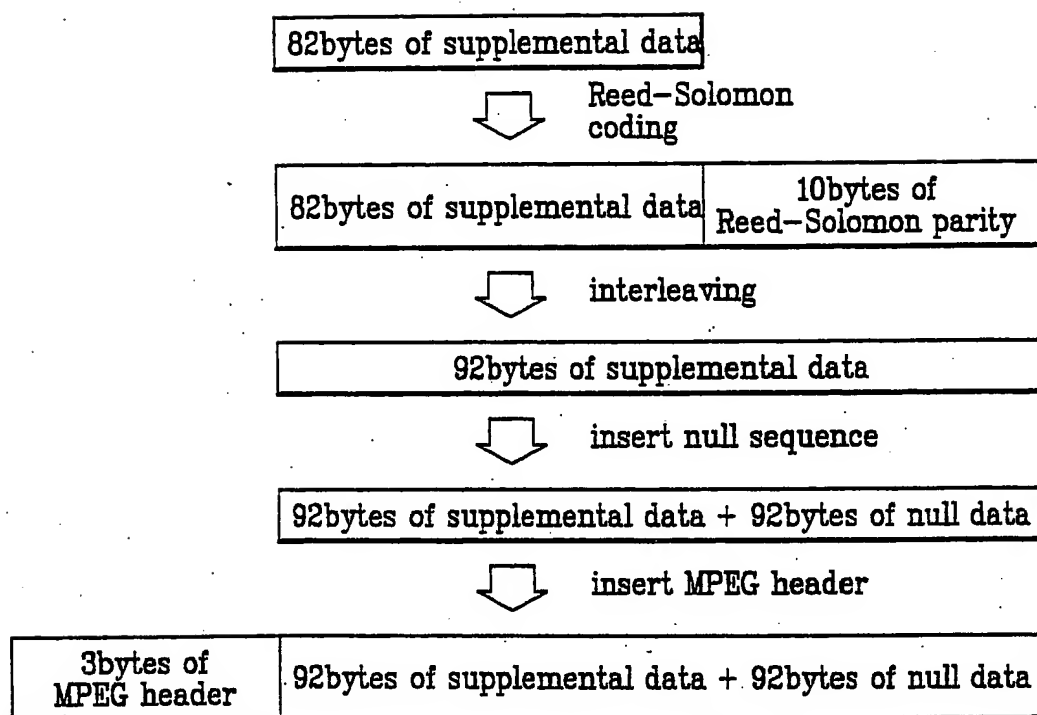 82bytes of supplemental data
Reed-Solomon
coding
82bytes of supplemental data
10bytes of
Reed-Solomon parity
interleaving
92bytes of supplemental data
insert null sequence
92bytes of supplemental data + 92bytes of null data
insert MPEG header
3bytes of
MPEG header
92bytes of supplemental data + 92bytes of null data